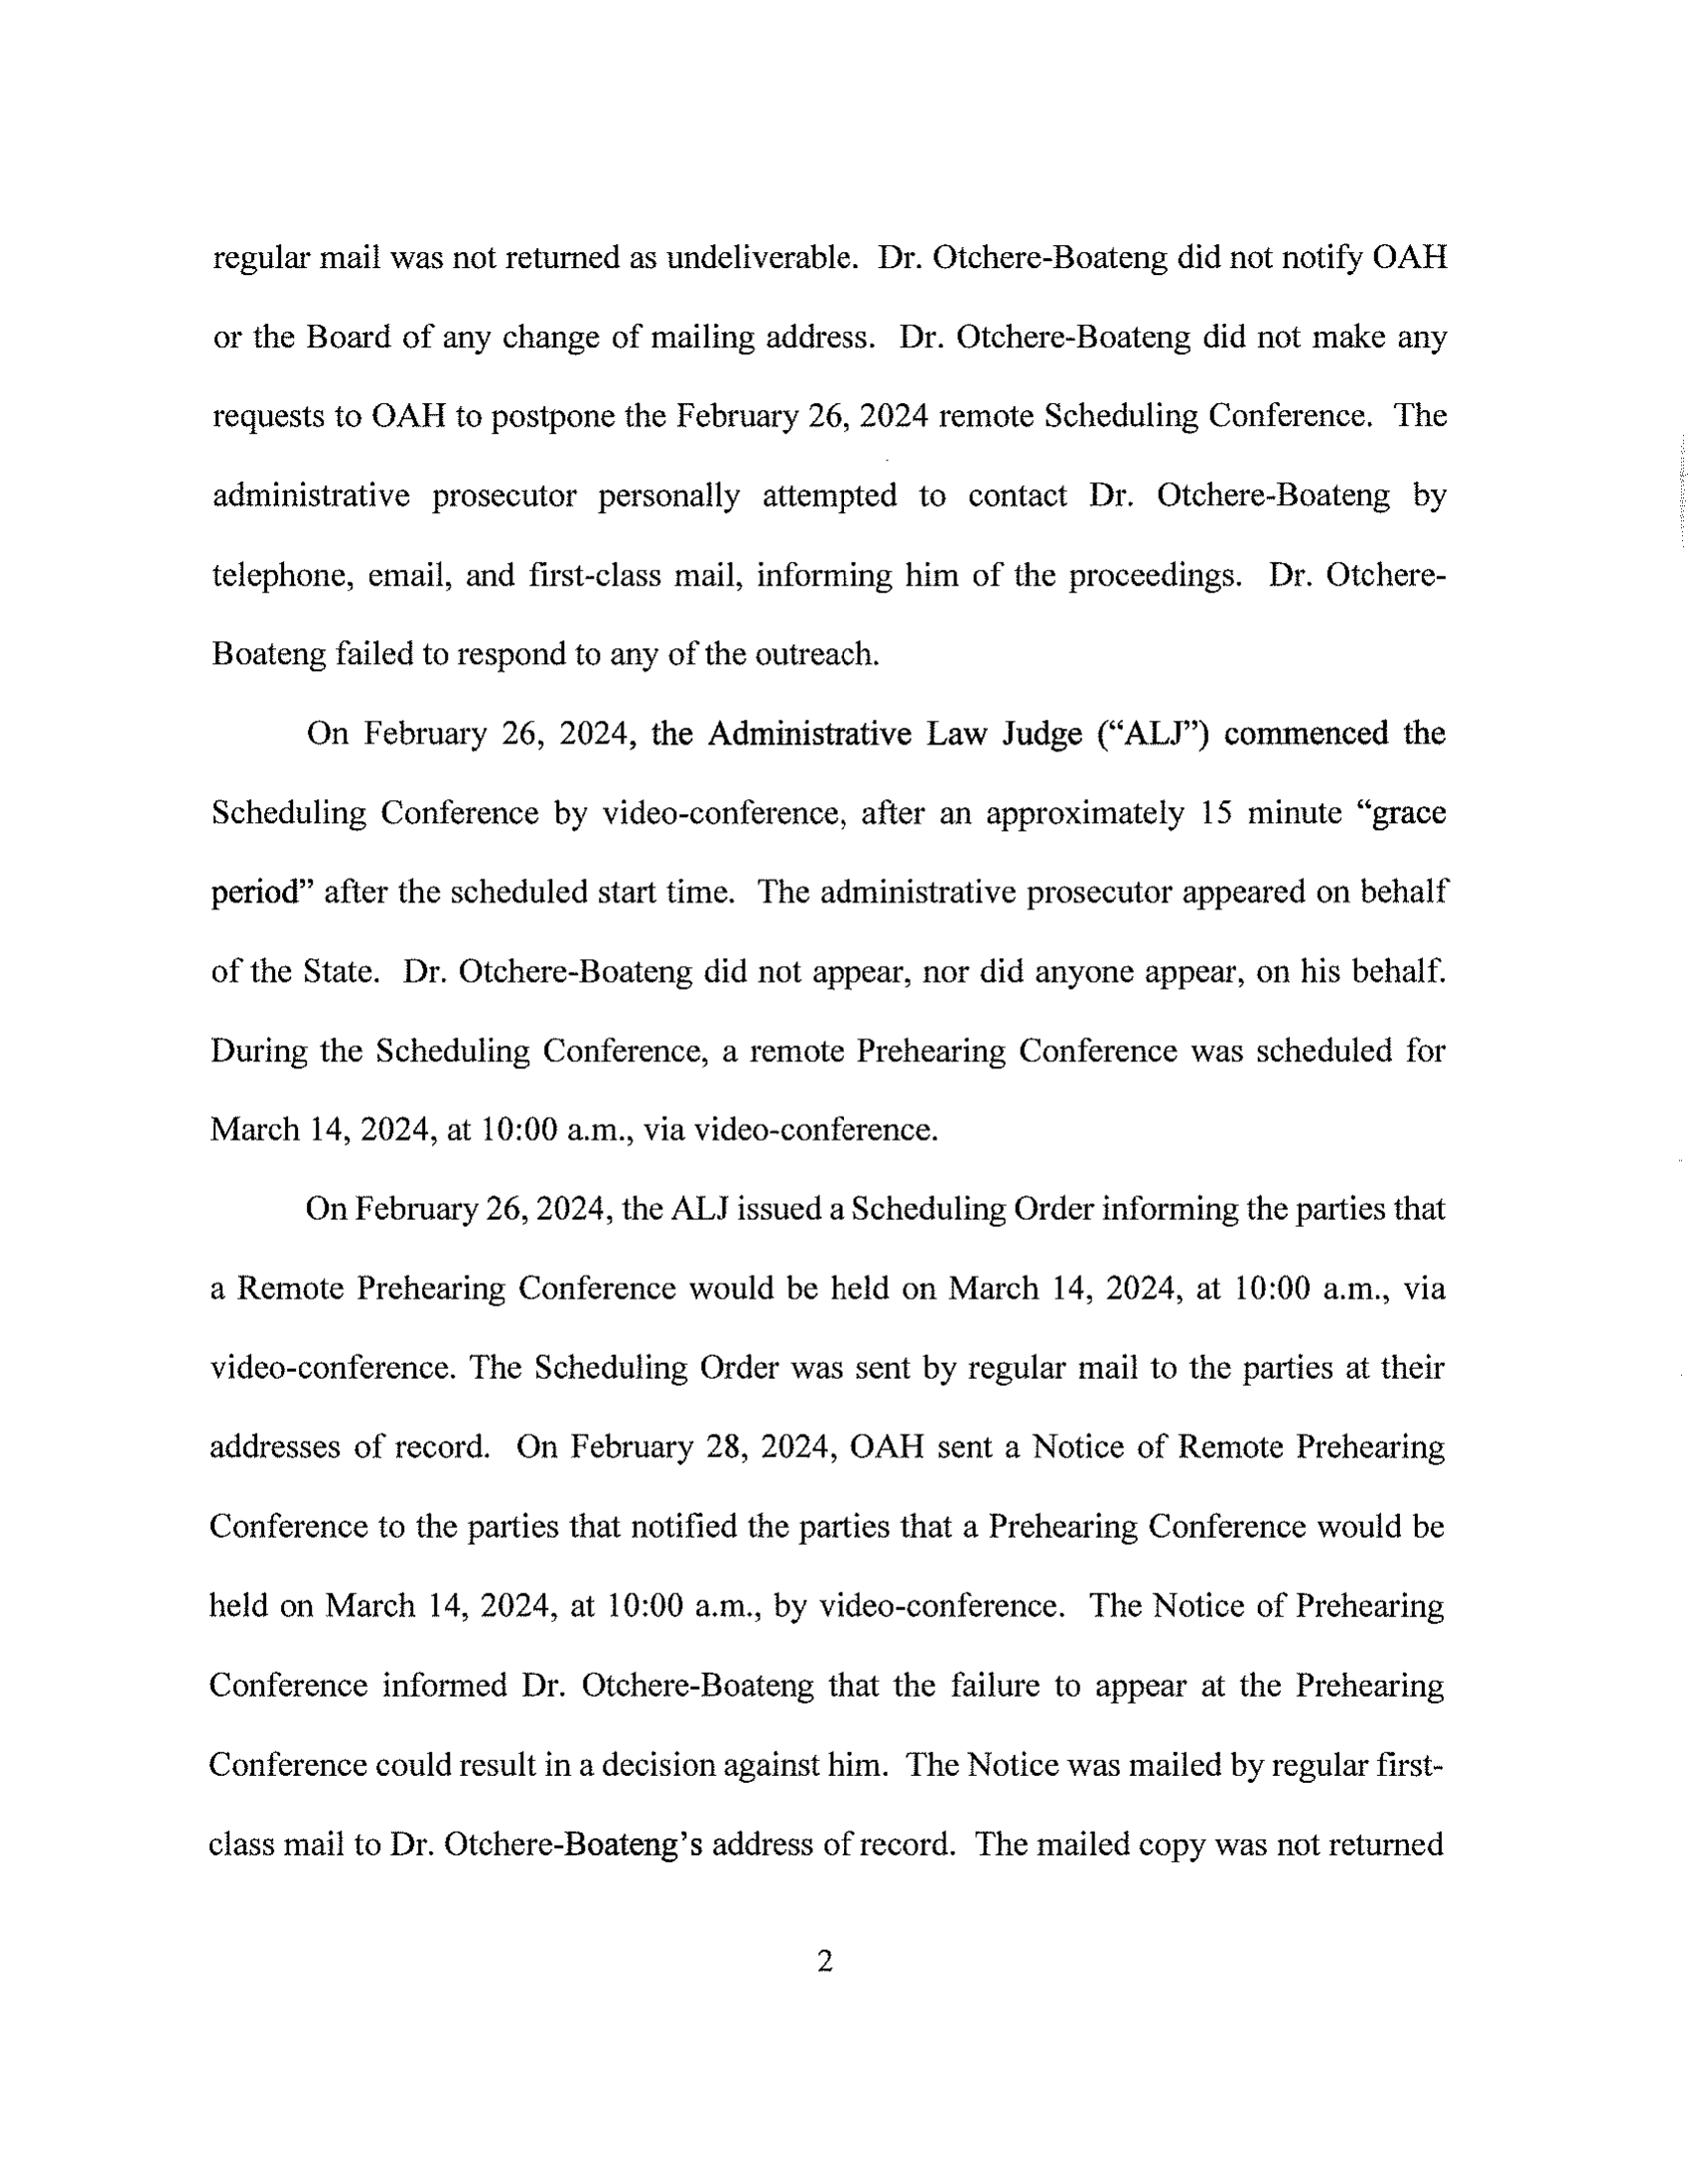 regular mail was not returned as undeliverable. Dr. Otchere-Boateng did not notify OAH
or the Board of any change of mailing address. Dr. Otchere-Boateng did not make any
requests to OAH to postpone the February 26, 2024 remote Scheduling Conference. The
administrative prosecutor personally attempted to contact Dr. Otchere-Boateng by
telephone, email, and first-class mail, informing him of the proceedings. Dr. Otchere-
Boateng failed to respond to any of the outreach.
On February 26, 2024, the Administrative Law Judge (“ALJ”) commenced the
Scheduling Conference by video-conference, after an approximately 15 minute “grace
period” after the scheduled start time. The administrative prosecutor appeared on behalf
of the State. Dr. Otchere-Boateng did not appear, nor did anyone appear, on his behalf.
During the Scheduling Conference, a remote Prehearing Conference was scheduled for
March 14, 2024, at 10:00 a.m., via video-conference.
On February 26, 2024, the ALJ issued a Scheduling Order informing the parties that
a Remote Prehearing Conference would be held on March 14, 2024, at 10:00 a.m., via
video-conference. The Scheduling Order was sent by regular mail to the parties at their
addresses of record. On February 28, 2024, OAH sent a Notice of Remote Prehearing
Conference to the parties that notified the parties that a Prehearing Conference would be
held on March 14, 2024, at 10:00 a.m., by video-conference. The Notice of Prehearing
Conference informed Dr. Otchere-Boateng that the failure to appear at the Prehearing
Conference could result in a decision against him. The Notice was mailed by regular first-
class mail to Dr. Otchere-Boateng’s address of record. The mailed copy was not returned
2